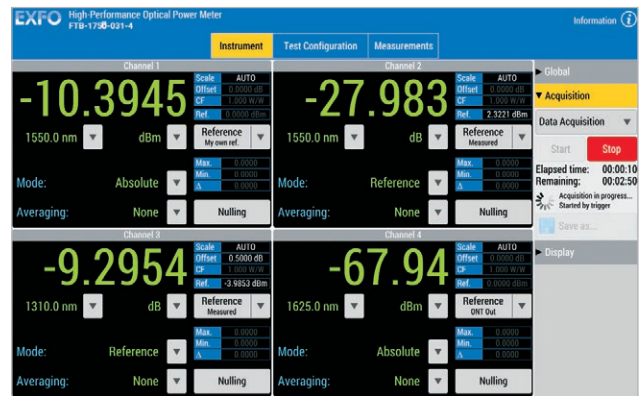 EXFO High-Performance Optical Power Meter
FTB-1750-031-4
Information i
Instrument Test Configuration Measurements
Channel 1
-10.3945
Scale AUTO
Offset 0.0000 dB
CF 1.000 W/W
Ref. 0.0000 dBm
1550.0 nm dBm
Reference
My own ref.
Max. 0.0000
Min. 0.0000
Δ 0.0000
Mode: Absolute
Averaging: None Nulling
Channel 2
-27.983
Scale AUTO
Offset 0.0000 dB
CF 1.000 W/W
Ref. 2.3221 dBm
1550.0 nm dB
Reference
Measured
Max. 0.0000
Min. 0.0000
Δ 0.0000
Mode: Reference
Averaging: None Nulling
Channel 3
-9.2954
Scale AUTO
Offset 0.5000 dB
CF 1.000 W/W
Ref. -3.9853 dBm
1310.0 nm dB
Reference
Measured
Max. 0.0000
Min. 0.0000
Δ 0.0000
Mode: Reference
Averaging: None Nulling
Channel 4
-67.94
Scale AUTO
Offset 0.0000 dB
CF 1.000 W/W
Ref. 0.0000 dBm
1625.0 nm dBm
Reference
ONT Out
Max. 0.0000
Min. 0.0000
Δ 0.0000
Mode: Absolute
Averaging: None Nulling
Global
Acquisition
Data Acquisition
Start Stop
Elapsed time: 00:00:10
Remaining: 00:02:50
Acquisition in progress...
Started by trigger
Save as...
Display